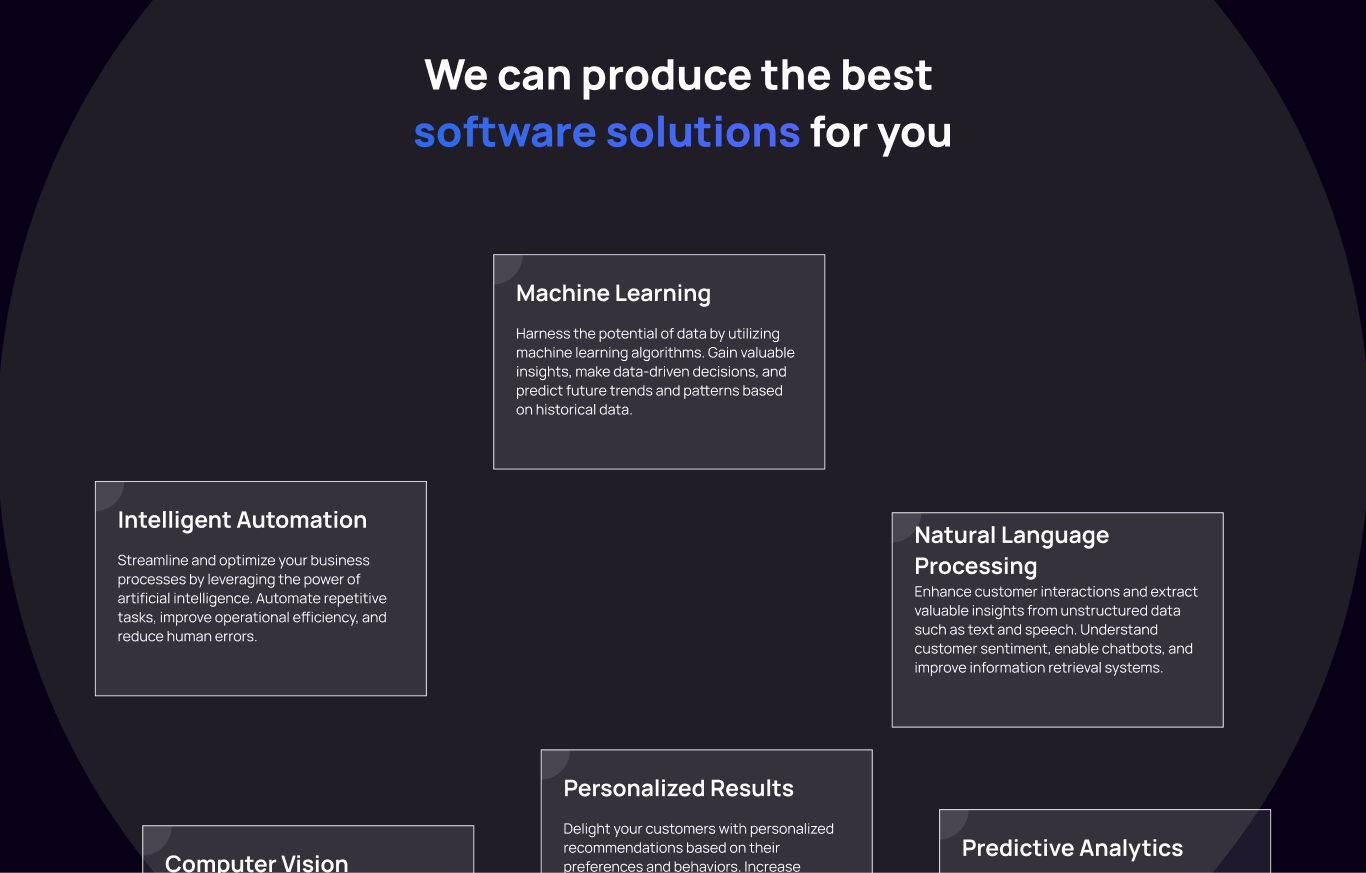 We can produce the best
software solutions for you
Machine Learning
Harness the potential of data by utilizing
machine learning algorithms. Gain valuable
insights, make data-driven decisions, and
predict future trends and patterns based
on historical data.
Intelligent Automation
Streamline and optimize your business
processes by leveraging the power of
artificial intelligence. Automate repetitive
tasks, improve operational efficiency, and
reduce human errors.
Natural Language
Processing
Enhance customer interactions and extract
valuable insights from unstructured data
such as text and speech. Understand
customer sentiment, enable chatbots, and
improve information retrieval systems.
Personalized Results
Delight your customers with personalized
recommendations based on their
preferences and behaviors. Increase
Computer Vision
Predictive Analytics